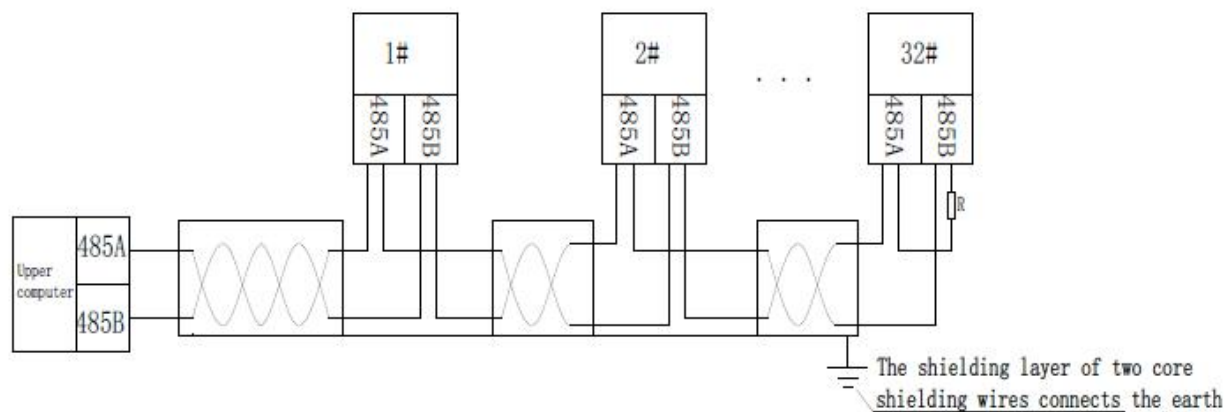 1#
2#
. . .
32#
485A
485B
485A
485B
485A
485B
R
Upper
computer
485A
485B
The shielding layer of two core
shielding wires connects the earth